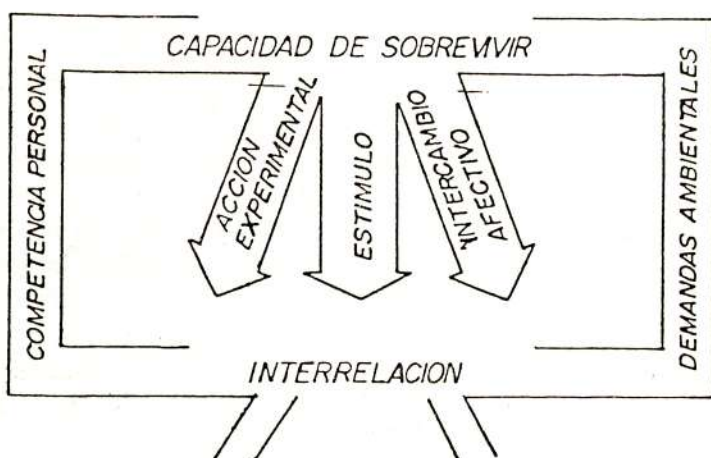 CAPACIDAD DE SOBREVIVIR
COMPETENCIA PERSONAL
ACCION
EXPERIMENTAL
ESTIMULO
INTERCAMBIO
AFECTIVO
DEMANDAS AMBIENTALES
INTERRELACION